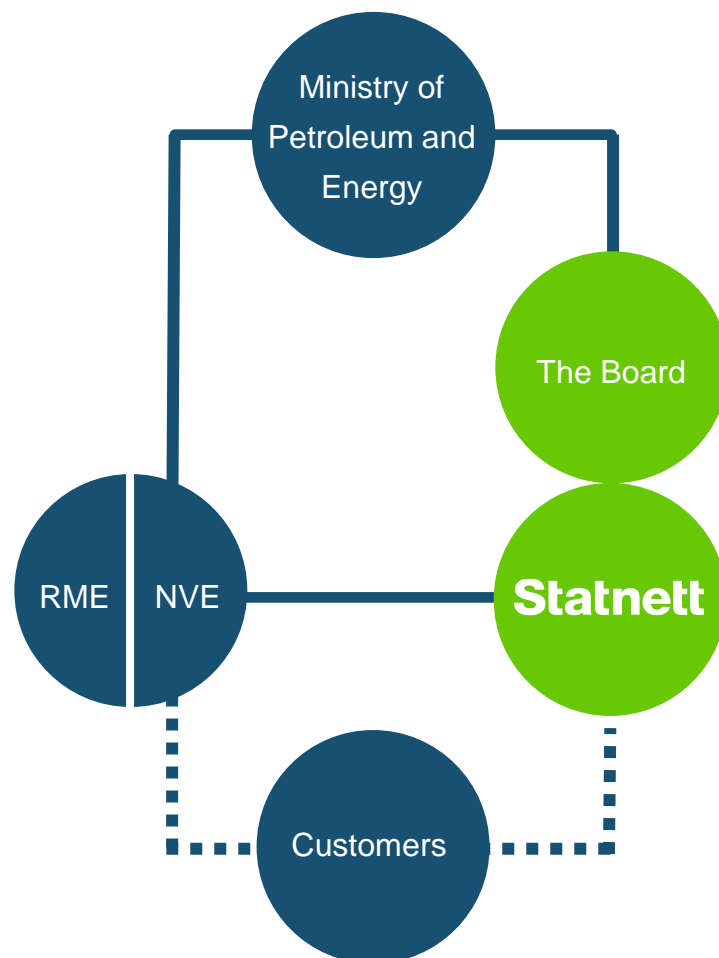 Ministry of
Petroleum and
Energy
The Board
RME
NVE
Statnett
Customers